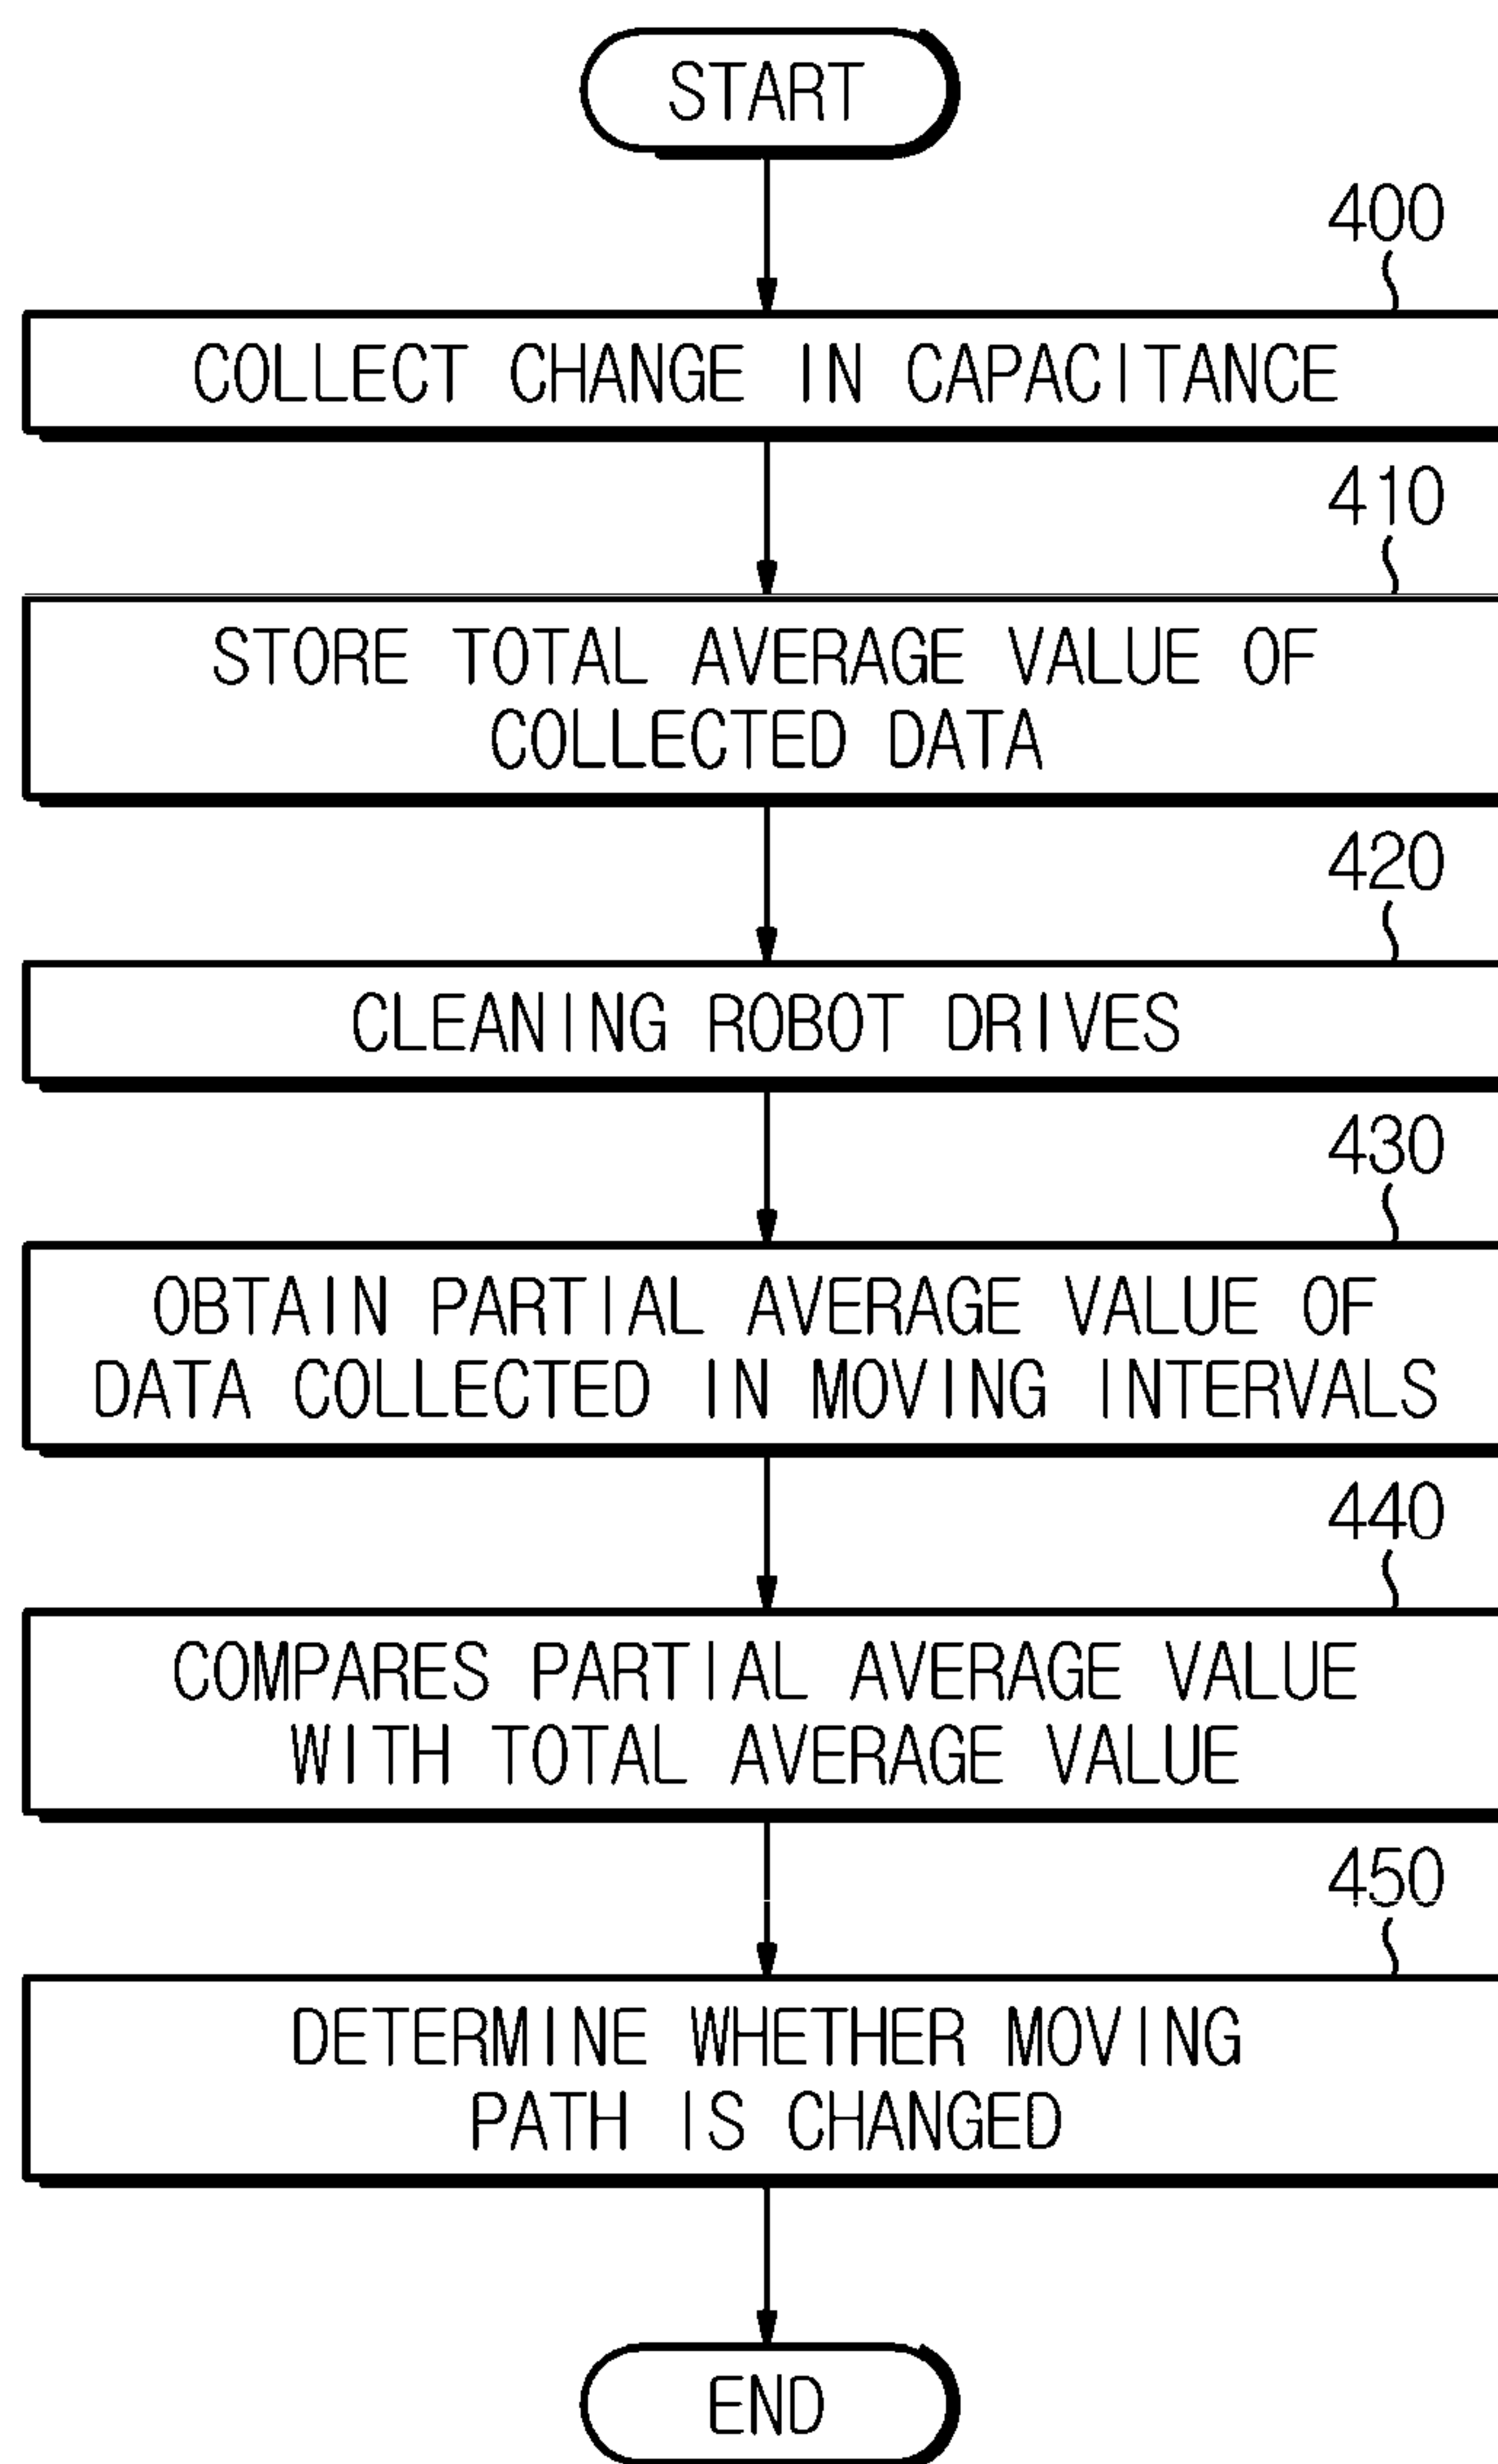 START
400
COLLECT CHANGE IN CAPACITANCE
410
STORE TOTAL AVERAGE VALUE OF
COLLECTED DATA
420
CLEANING ROBOT DRIVES
430
OBTAIN PARTIAL AVERAGE VALUE OF
DATA COLLECTED IN MOVING INTERVALS
440
COMPARES PARTIAL AVERAGE VALUE
WITH TOTAL AVERAGE VALUE
450
DETERMINE WHETHER MOVING
PATH IS CHANGED
END